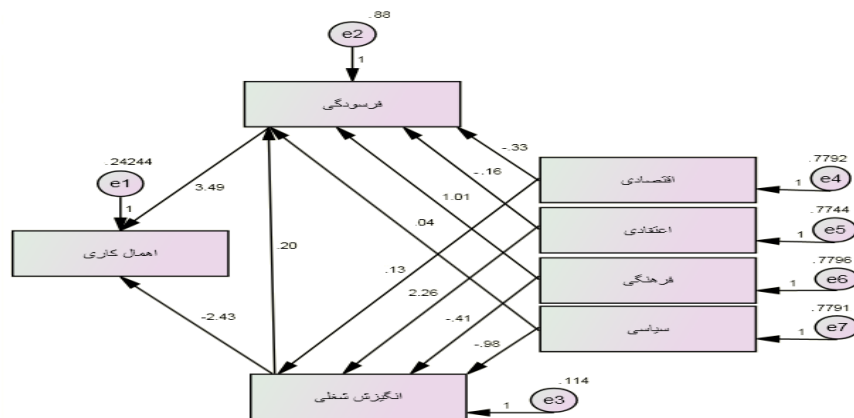 .88
e2
1
فرسودگی
-.33
.24244
e1
1
3.49
-.16
1.01
.04
.20
.7792
اقتصادی
1
e4
.7744
اعتقادی
1
e5
.7796
فرهنگی
1
e6
.7791
سیاسی
1
e7
اهمال کاری
.13
2.26
-.41
-.98
-2.43
انگیزش شغلی
1
.114
e3